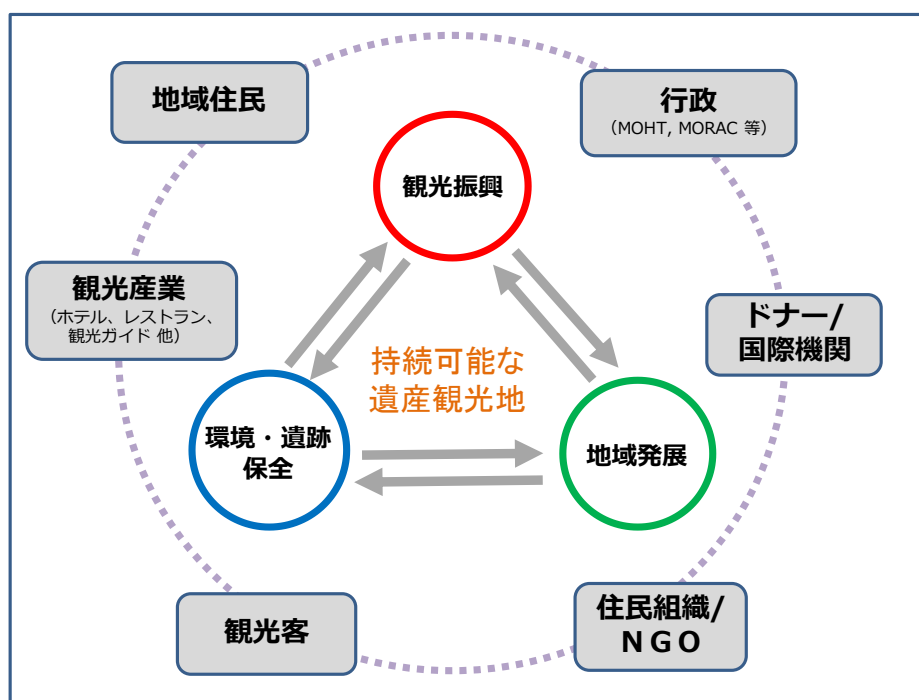 地域住民
行政
（MOHT, MORAC 等）
観光振興
観光産業
（ホテル、レストラン、
観光ガイド 他）
ドナー/
国際機関
持続可能な
遺産観光地
環境・遺跡
保全
地域発展
観光客
住民組織/
ＮＧＯ